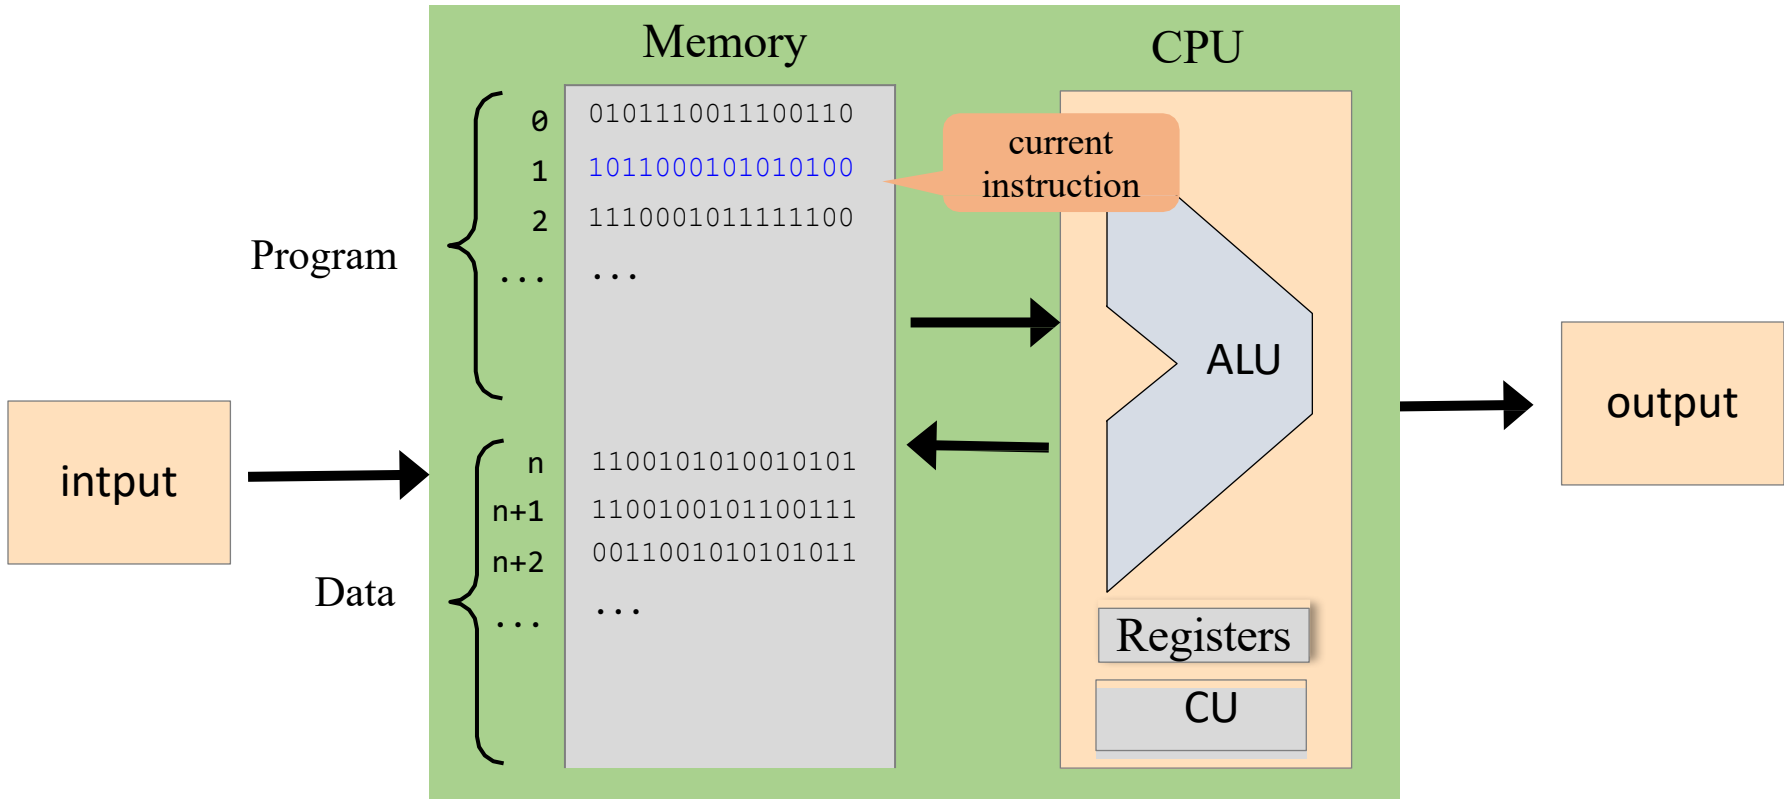 Memory
CPU
0 0101110011100110
1 1011000101010100
2 1110001011111100
... ...
current
instruction
Program
ALU
intput
output
n 1100101010010101
n+1 1100100101100111
n+2 0011001010101011
... ...
Data
Registers
CU